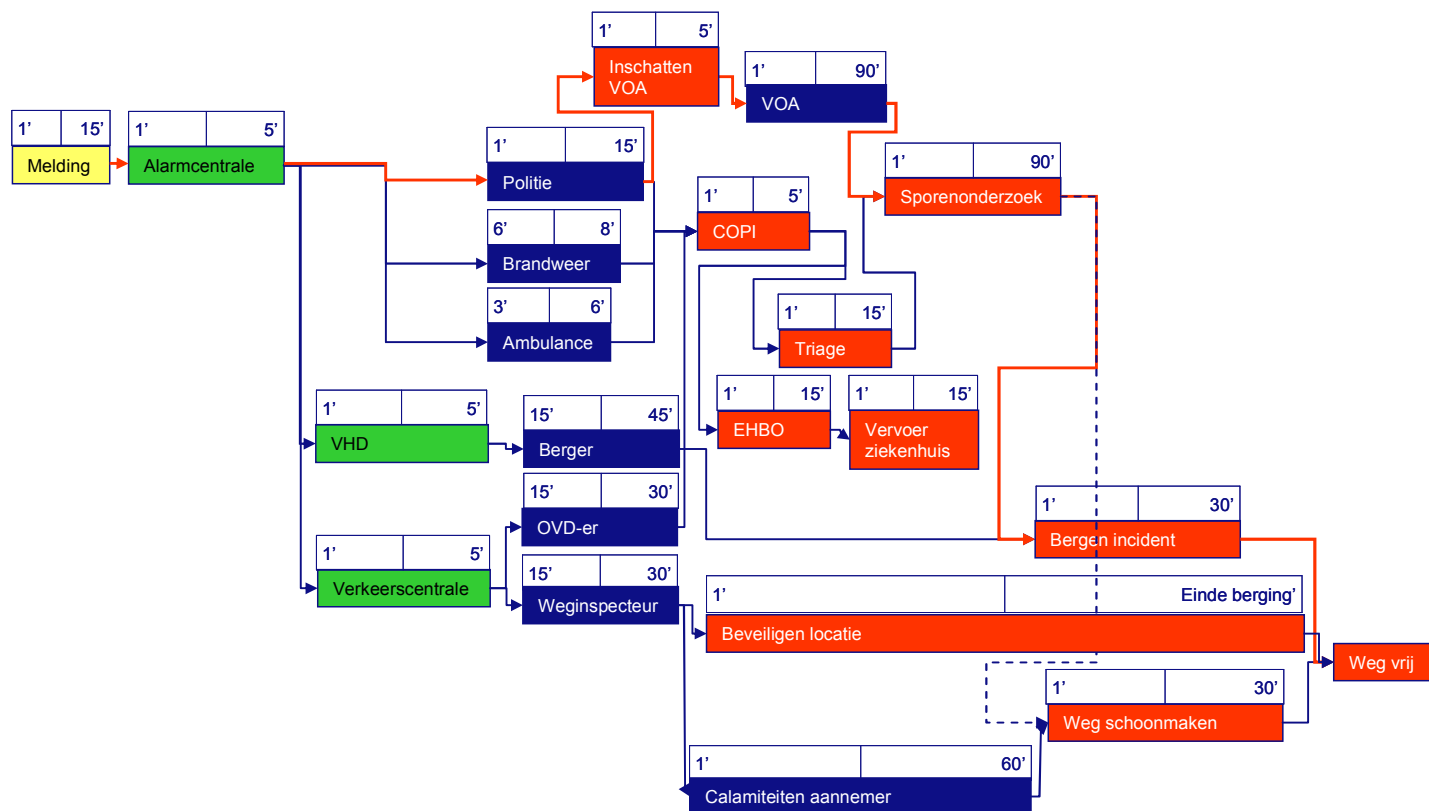 1’ 5’
Inschatten
VOA
1’ 90’
VOA
1’ 15’
Melding
1’ 5’
Alarmcentrale
1’ 15’
Politie
1’ 90’
Sporenonderzoek
1’ 5’
COPI
6’ 8’
Brandweer
3’ 6’
Ambulance
1’ 15’
Triage
1’ 5’
VHD
15’ 45’
Berger
1’ 15’
EHBO
1’ 15’
Vervoer
ziekenhuis
15’ 30’
OVD-er
1’ 30’
Bergen incident
1’ 5’
Verkeerscentrale
15’ 30’
Weginspecteur
1’ Einde berging’
Beveiligen locatie
Weg vrij
1’ 30’
Weg schoonmaken
1’ 60’
Calamiteiten aannemer